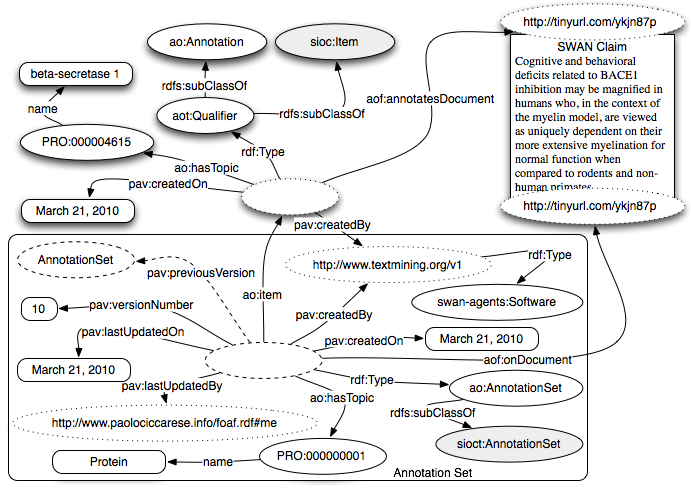 http://tinyurl.com/ykjn87p
ao:Annotation
sioc:Item
SWAN Claim
Cognitive and behavioral
deficits related to BACE1
inhibition may be magnified in
humans who, in the context of
the myelin model, are viewed
as uniquely dependent on their
more extensive myelination for
normal function when
compared to rodents and non-
human primates
http://tinyurl.com/ykjn87p
beta-secretase 1
rdfs:subClassOf
aof:annotatesDocument
name
aot:Qualifier
rdfs:subClassOf
PRO:000004615
rdf:Type
ao:hasTopic
pav:createdOn
March 21, 2010
pav:createdBy
AnnotationSet
pav:previousVersion
http://www.textmining.org/v1
rdf:Type
ao:item
swan-agents:Software
10
pav:versionNumber
pav:createdBy
pav:lastUpdatedOn
pav:createdOn
March 21, 2010
March 21, 2010
aof:onDocument
pav:lastUpdatedBy
rdf:Type
ao:AnnotationSet
ao:hasTopic
rdfs:subClassOf
http://www.paolociccarese.info/foaf.rdf#me
sioct:AnnotationSet
Protein
name
PRO:000000001
Annotation Set